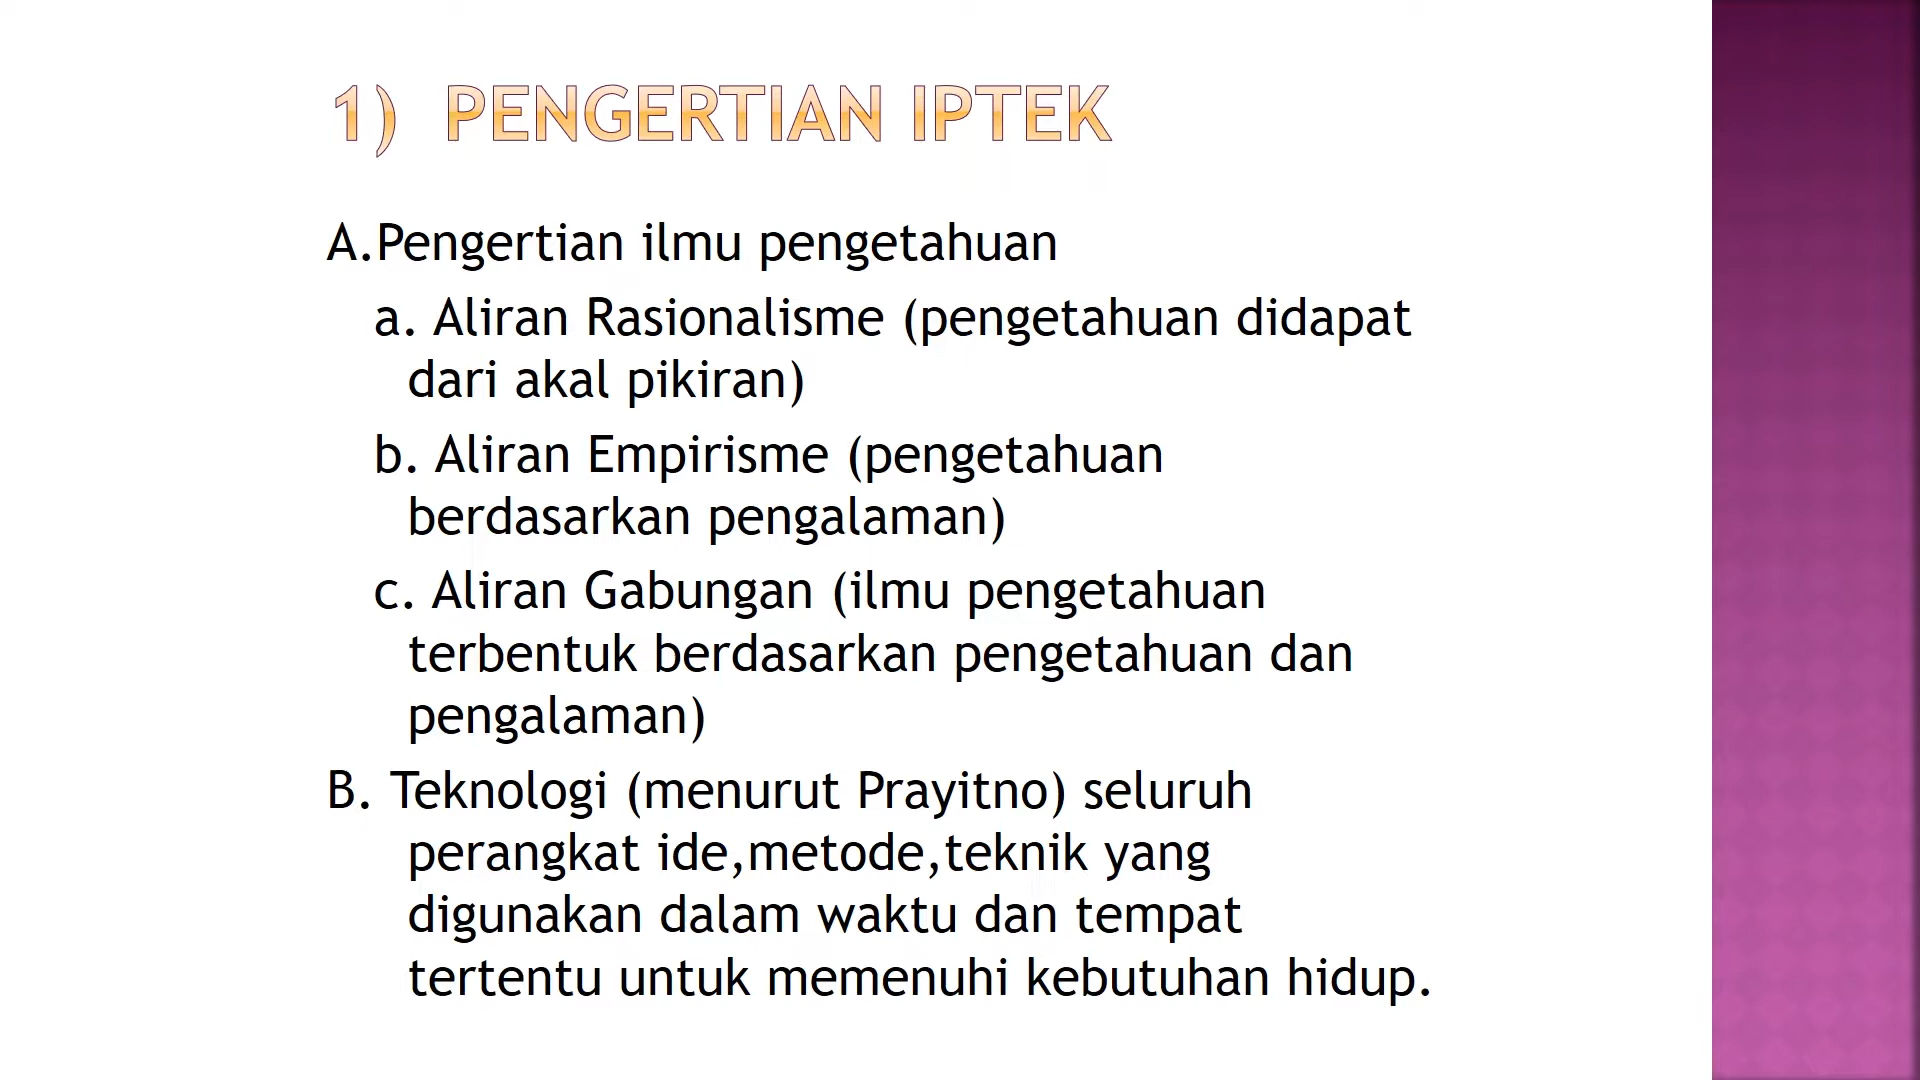 1) PENGERTIAN IPTEK
A.Pengertian ilmu pengetahuan
a. Aliran Rasionalisme (pengetahuan didapat
dari akal pikiran)
b. Aliran Empirisme (pengetahuan
berdasarkan pengalaman)
c. Aliran Gabungan (ilmu pengetahuan
terbentuk berdasarkan pengetahuan dan
pengalaman)
B. Teknologi (menurut Prayitno) seluruh
perangkat ide,metode,teknik yang
digunakan dalam waktu dan tempat
tertentu untuk memenuhi kebutuhan hidup.